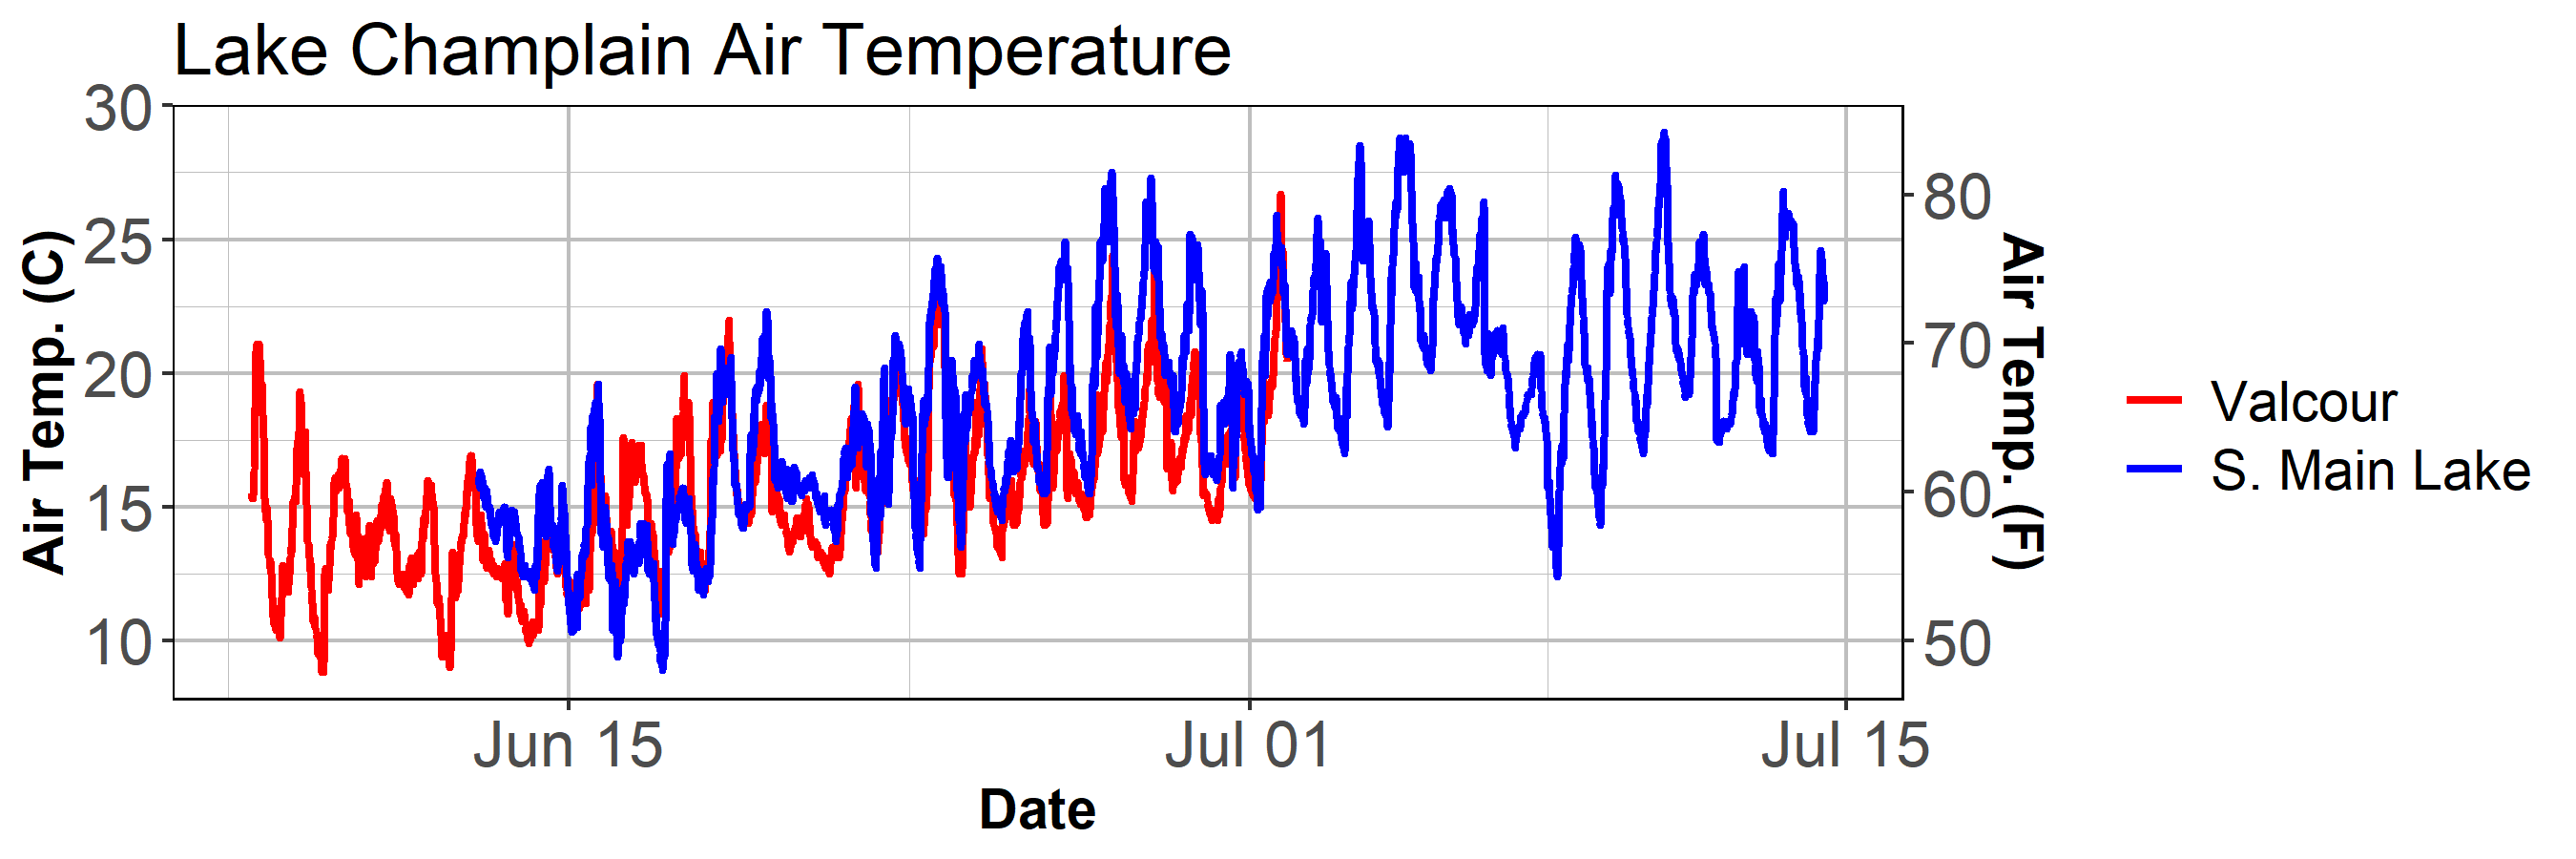 Lake Champlain Air Temperature
30
25
20
15
10
Air Temp. (C)
80
70
60
50
Air Temp. (F)
Jun 15
Jul 01
Jul 15
Date
Valcour
S. Main Lake